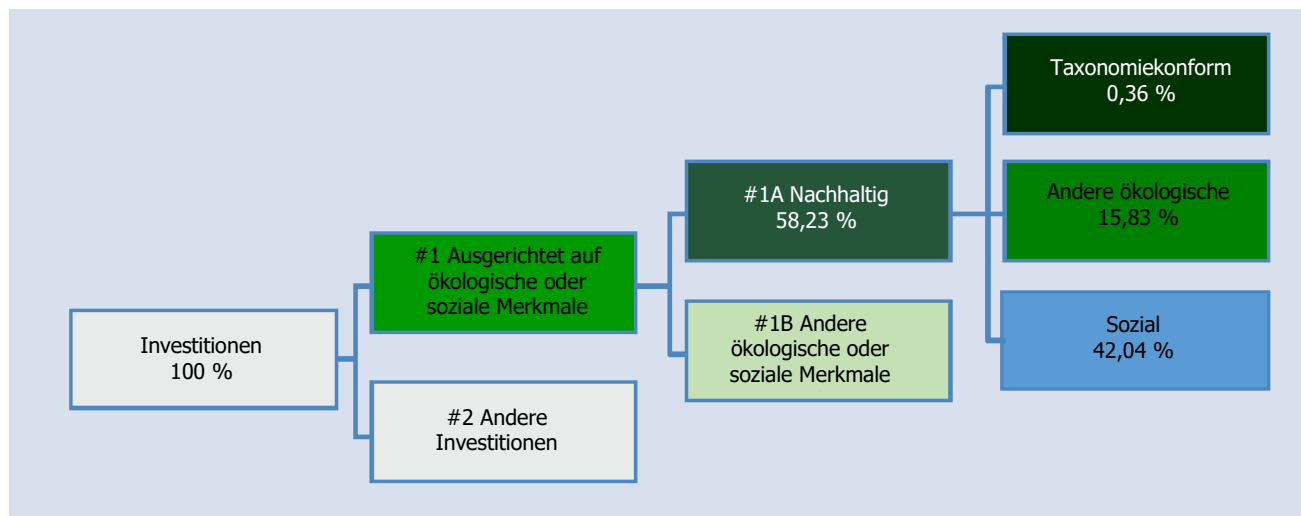 Investitionen
100 %
#1 Ausgerichtet auf
ökologische oder
soziale Merkmale
#2 Andere
Investitionen
#1A Nachhaltig
58,23 %
#1B Andere
ökologische oder
soziale Merkmale
Taxonomiekonform
0,36 %
Andere ökologische
15,83 %
Sozial
42,04 %